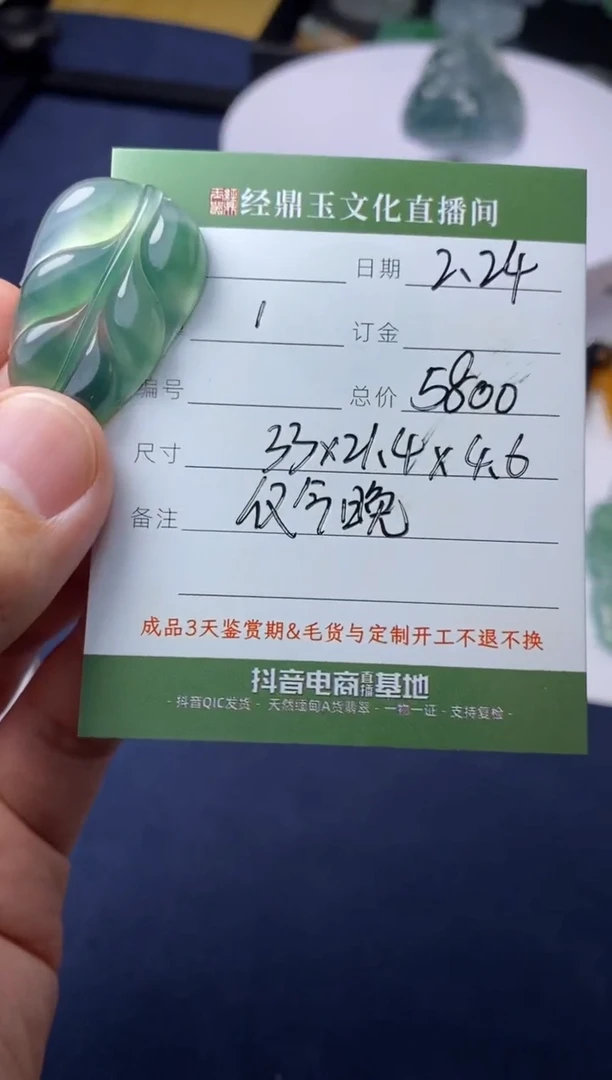 经鼎玉文化直播间
日期 2.24
1 订金
编号 总价 5800
尺寸 33×21.4×4.6
备注 仅今晚
成品3天鉴赏期&毛货与定制开工不退不换
抖音电商直播基地
- 抖音QIC发货 - 天然缅甸A货翡翠 - 一物一证 - 支持复检 -